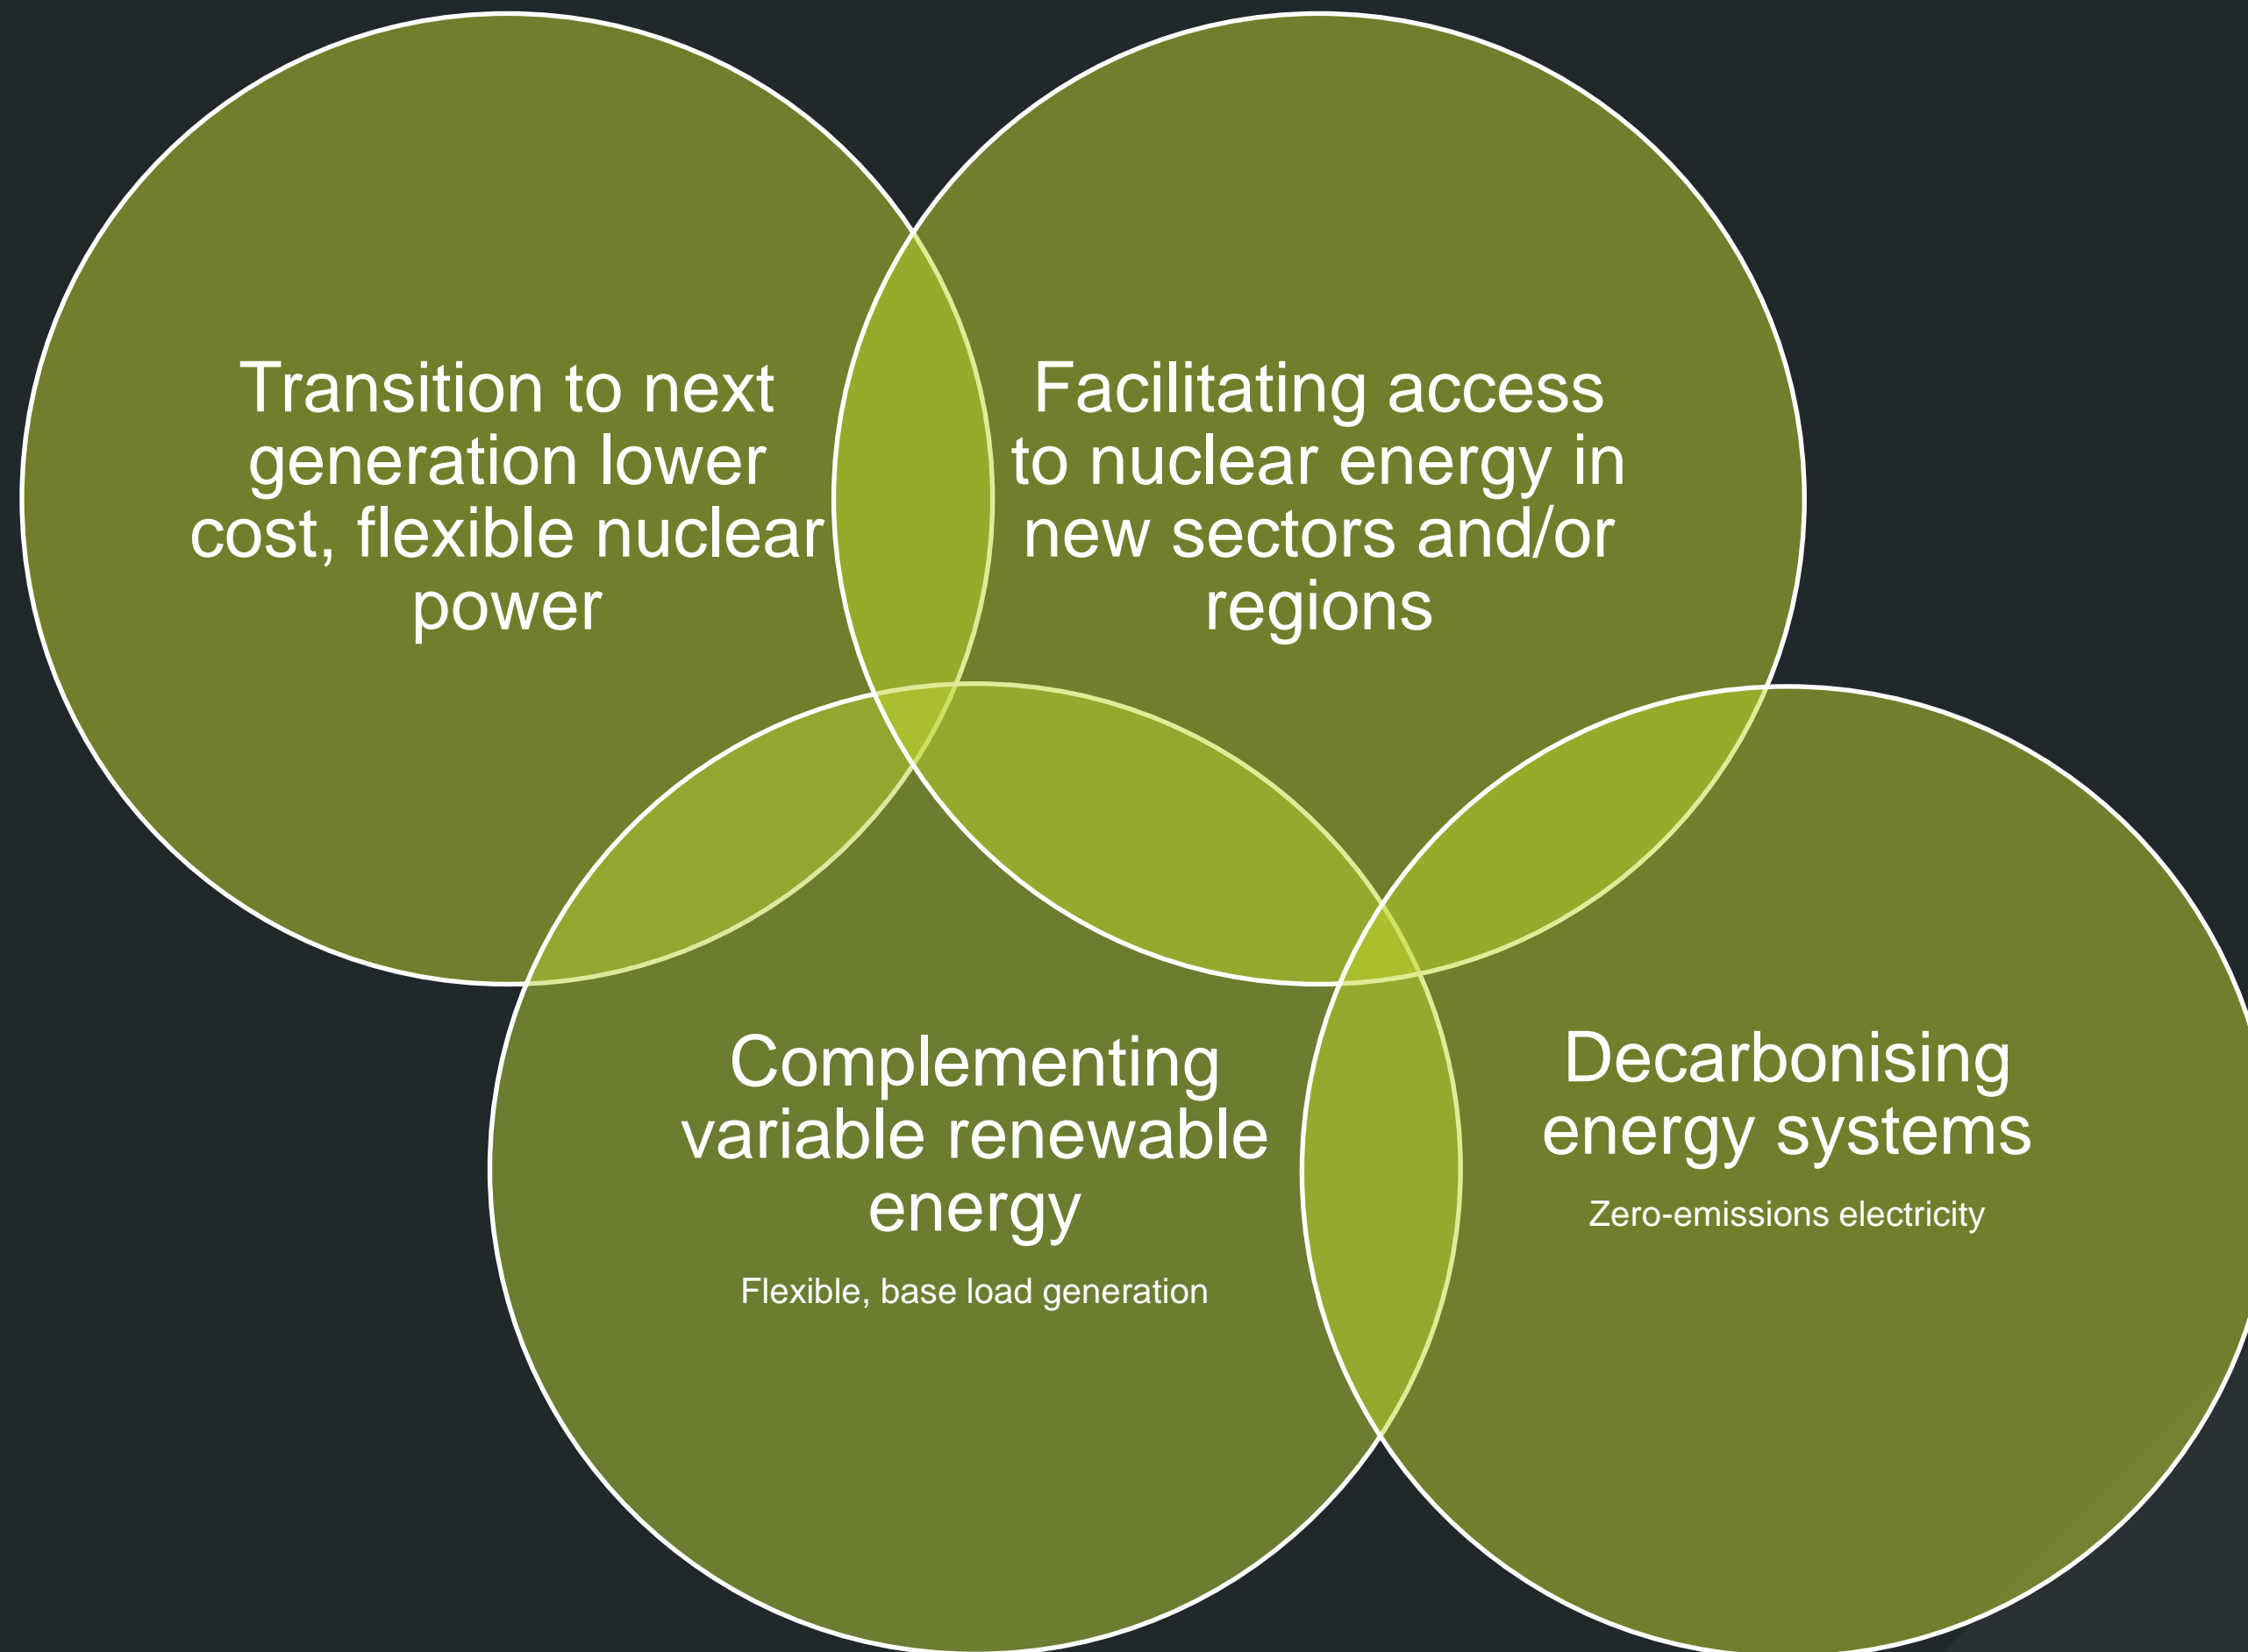 Transition to next
generation lower
cost, flexible nuclear
power
Facilitating access
to nuclear energy in
new sectors and/or
regions
Complementing
variable renewable
energy
Flexible, base load generation
Decarbonising
energy systems
Zero-emissions electricity